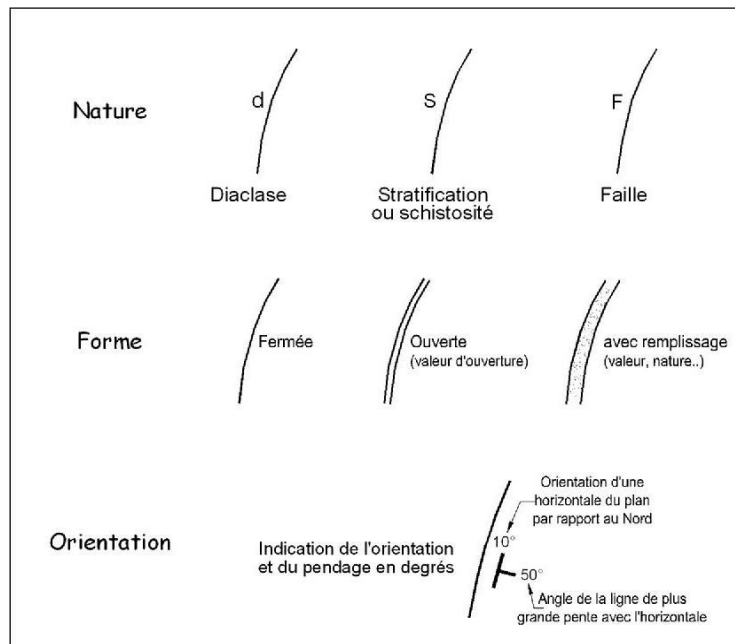 Nature
d
S
F
Diaclase
Stratification
ou schistosité
Faille
Forme
Fermée
Ouverte
(valeur d'ouverture)
avec remplissage
(valeur, nature..)
Orientation
Indication de l'orientation
et du pendage en degrés
Orientation d'une
horizontale du plan
par rapport au Nord
10°
50°
Angle de la ligne de plus
grande pente avec l'horizontale